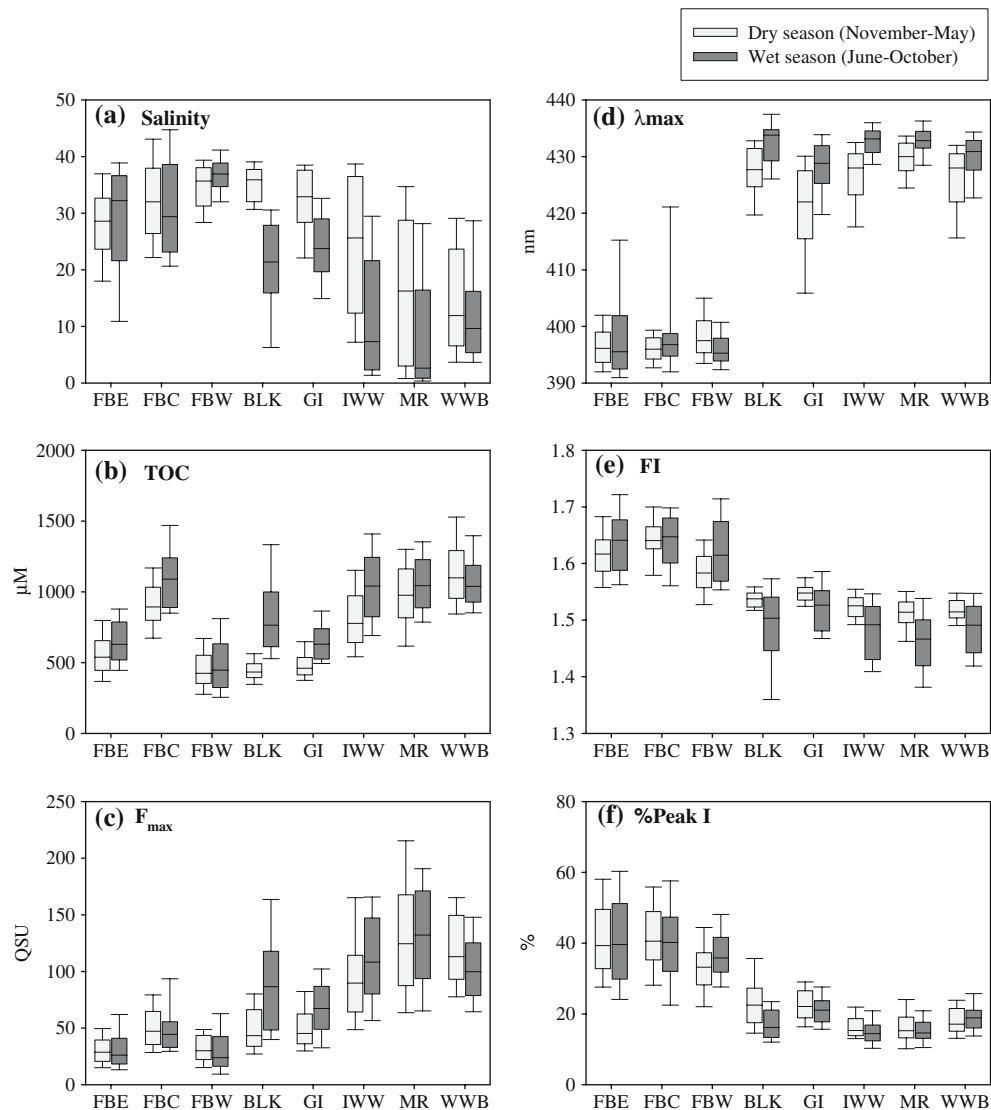 Dry season (November-May)
Wet season (June-October)
(a) Salinity
50
40
30
20
10
0
FBE FBC FBW BLK GI IWW MR WWB
(d) λmax
440
430
420
410
400
390
nm
FBE FBC FBW BLK GI IWW MR WWB
(b) TOC
2000
1500
1000
500
0
µM
FBE FBC FBW BLK GI IWW MR WWB
(e) FI
1.8
1.7
1.6
1.5
1.4
1.3
FBE FBC FBW BLK GI IWW MR WWB
(c) Fmax
250
200
150
100
50
0
QSU
FBE FBC FBW BLK GI IWW MR WWB
(f) %Peak I
80
60
40
20
0
%
FBE FBC FBW BLK GI IWW MR WWB